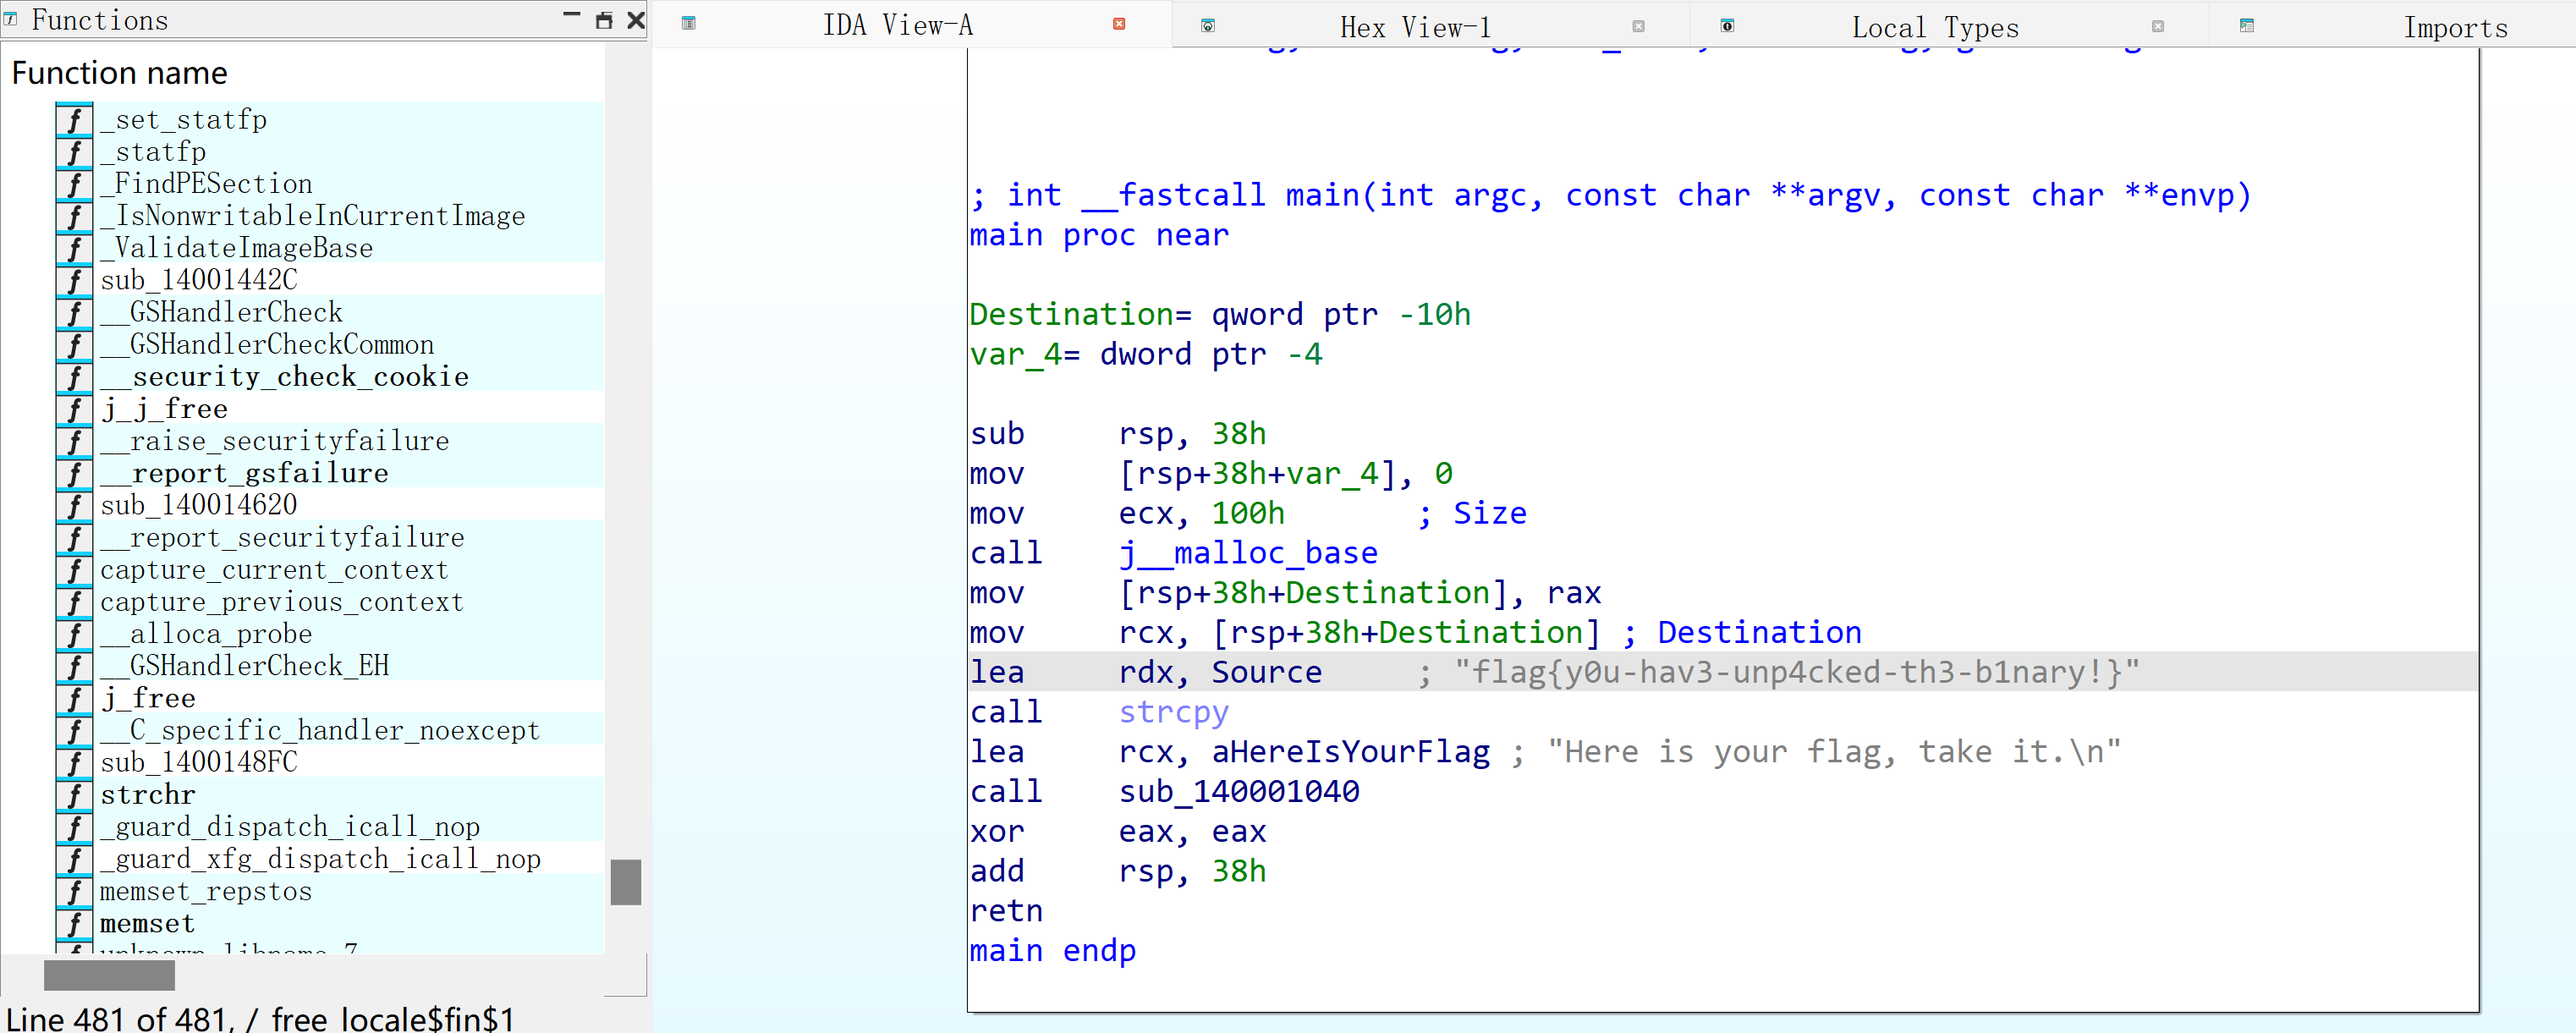 Functions
Function name
_set_statfp
_statfp
_FindPESection
_IsNonwritableInCurrentImage
_ValidateImageBase
sub_14001442C
__GSHandlerCheck
__GSHandlerCheckCommon
__security_check_cookie
j_j_free
__raise_securityfailure
__report_gsfailure
sub_140014620
__report_securityfailure
capture_current_context
capture_previous_context
__alloca_probe
__GSHandlerCheck_EH
j_free
__C_specific_handler_noexcept
sub_1400148FC
strchr
_guard_dispatch_icall_nop
_guard_xfg_dispatch_icall_nop
memset_repstos
memset
Line 481 of 481, / free locale$fin$1
IDA View-A
Hex View-1
Local Types
Imports
; int __fastcall main(int argc, const char **argv, const char **envp)
main proc near
Destination= qword ptr -10h
var_4= dword ptr -4
sub rsp, 38h
mov [rsp+38h+var_4], 0
mov ecx, 100h ; Size
call j__malloc_base
mov [rsp+38h+Destination], rax
mov rcx, [rsp+38h+Destination] ; Destination
lea rdx, Source ; "flag{y0u-hav3-unp4cked-th3-b1nary!}"
call strcpy
lea rcx, aHereIsYourFlag ; "Here is your flag, take it.\n"
call sub_140001040
xor eax, eax
add rsp, 38h
retn
main endp